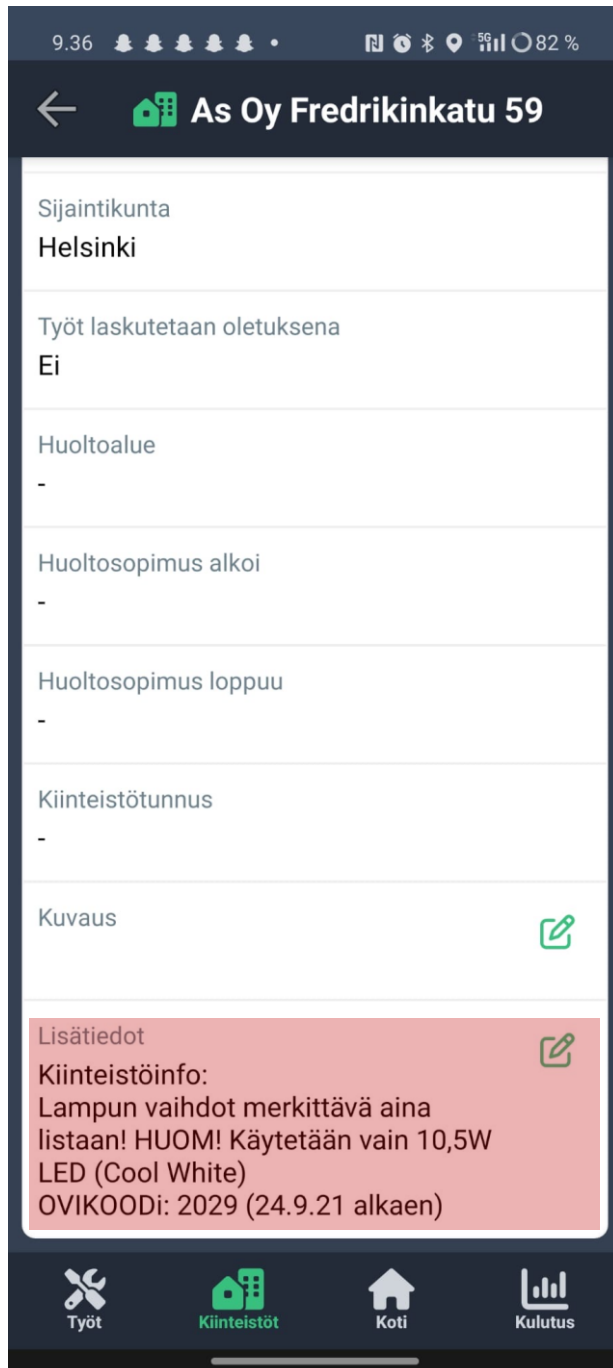 9.36
5G
82 %
As Oy Fredrikinkatu 59
Sijaintikunta
Helsinki
Työt laskutetaan oletuksena
Ei
Huoltoalue
-
Huoltosopimus alkoi
-
Huoltosopimus loppuu
-
Kiinteistötunnus
-
Kuvaus
Lisätiedot
Kiinteistöinfo:
Lampun vaihdot merkittävä aina
listaan! HUOM! Käytetään vain 10,5W
LED (Cool White)
OVIKOODi: 2029 (24.9.21 alkaen)
Työt
Kiinteistöt
Koti
Kulutus